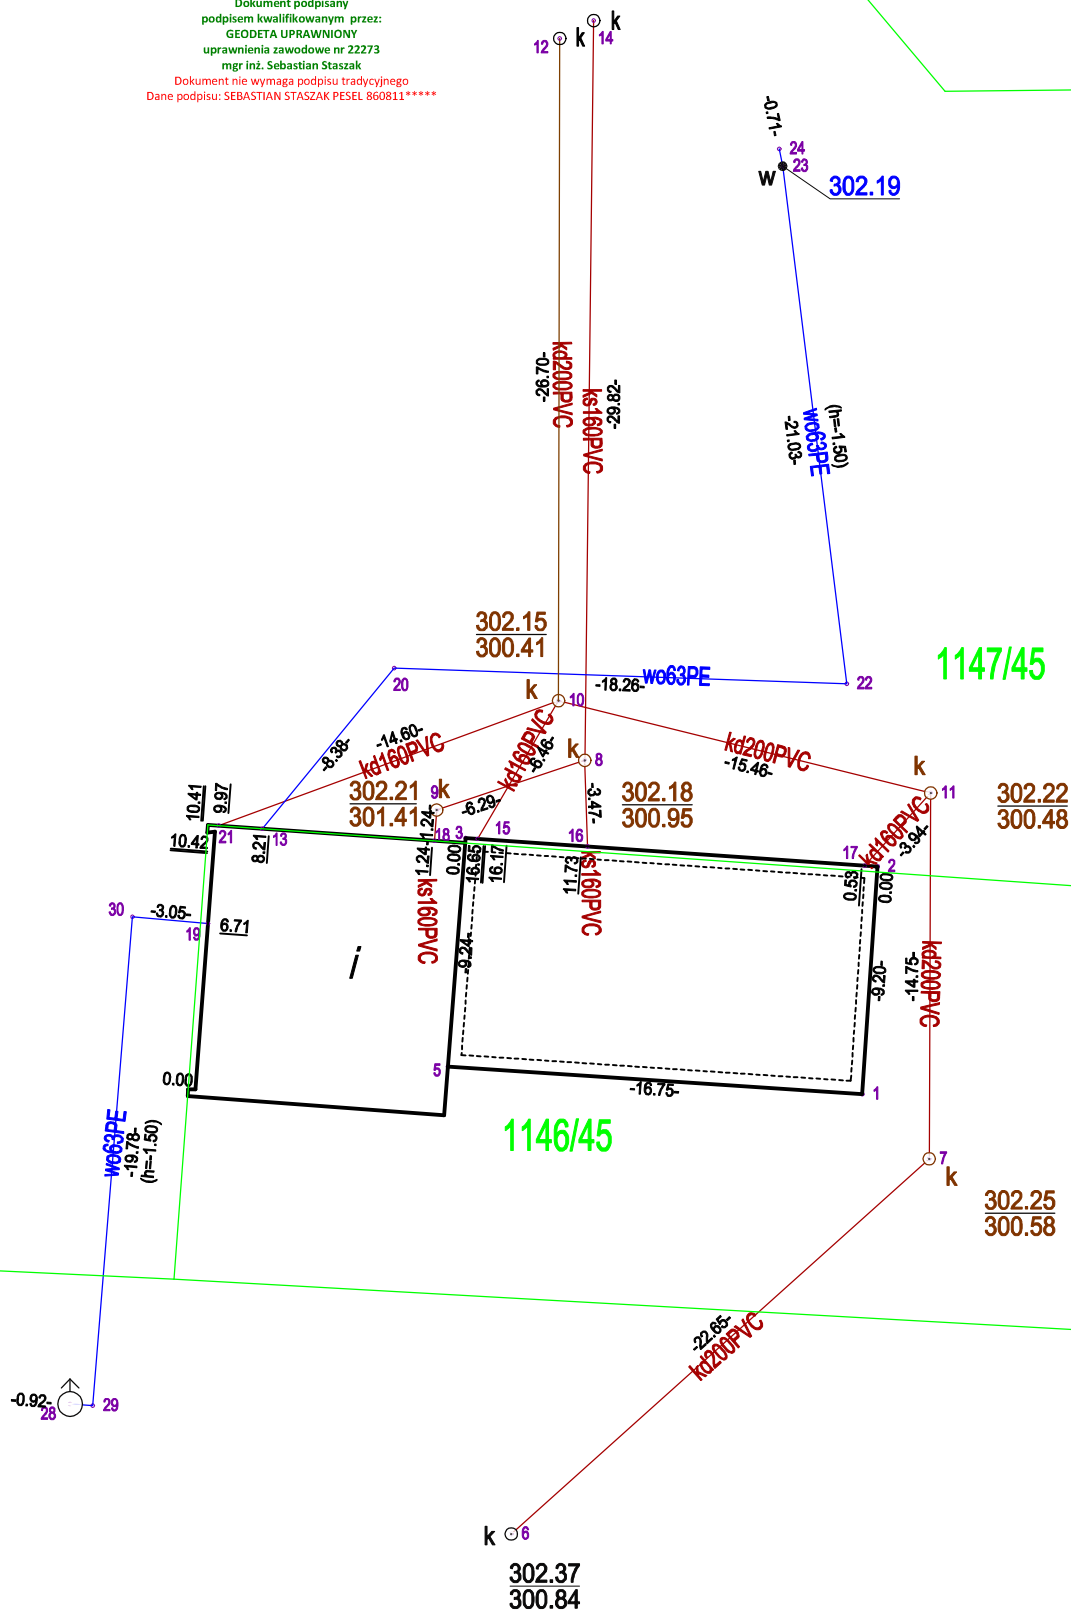 Dokument podpisany
podpisem kwalifikowanym przez:
GEODETA UPRAWNIONY
uprawnienia zawodowe nr 22273
mgr inż. Sebastian Staszak
Dokument nie wymaga podpisu tradycyjnego
Dane podpisu: SEBASTIAN STASZAK PESEL 860811*****
k
14
k
12
-0.71-
24
23
w
302.19
kd200PVC
-26.70-
ks160PVC
-29.82-
wo63PE
(h=-1.50)
-21.03-
302.15
300.41
1147/45
20
wo63PE
-18.26-
22
k
10
-14.60-
kd160PVC
-8.38-
kd160PVC
-6.46-
k
8
kd200PVC
-15.46-
k
11
302.21
301.41
9
k
-6.29-
-3.47-
302.18
300.95
302.22
300.48
10.41
9.97
10.42
21
13
8.21
-1.24-
18
3
15
16
17
2
kd160PVC
-3.94-
1.24
0.00
16.65
16.17
11.73
0.53
0.00
ks160PVC
ks160PVC
30
-3.05-
19
6.71
i
-9.24-
-9.20-
-14.75-
kd200PVC
0.00
5
-16.75-
1
1146/45
wo63PE
-19.78-
(h=-1.50)
7
k
302.25
300.58
-22.65-
kd200PVC
-0.92-
28
29
k
6
302.37
300.84